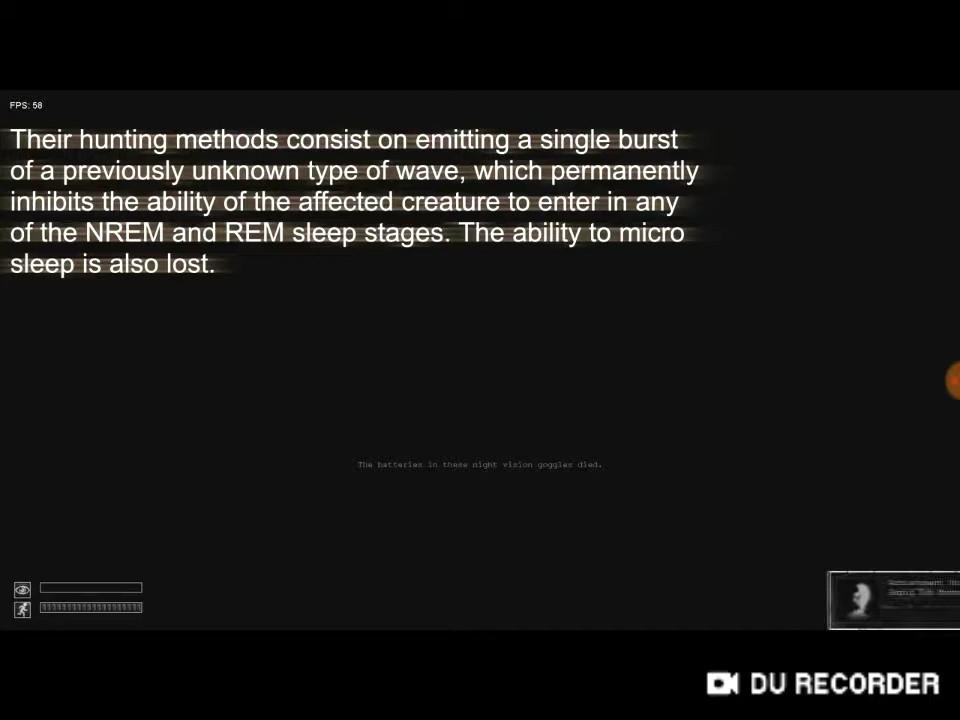 FPS: 58
Their hunting methods consist on emitting a single burst
of a previously unknown type of wave, which permanently
inhibits the ability of the affected creature to enter in any
of the NREM and REM sleep stages. The ability to micro
sleep is also lost.
The batteries in these night vision goggles died.
DU RECORDER